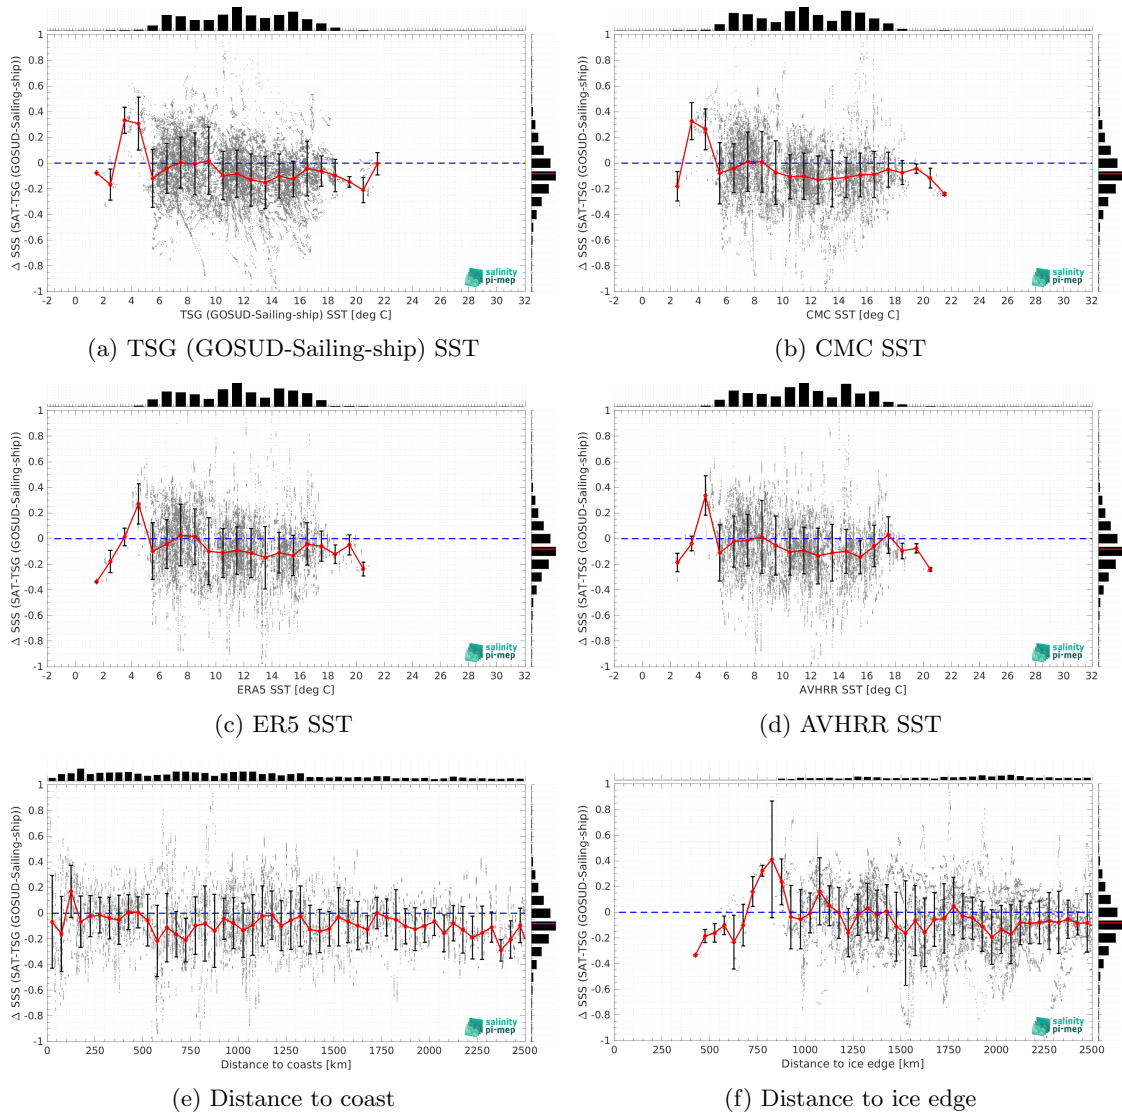 1
0.8
0.6
0.4
0.2
0
-0.2
-0.4
-0.6
-0.8
-1
Δ SSS (SAT-TSG (GOSUD-Sailing-ship))
salinity
pi-mep
-2 0 2 4 6 8 10 12 14 16 18 20 22 24 26 28 30 32
TSG (GOSUD-Sailing-ship) SST [deg C]
(a) TSG (GOSUD-Sailing-ship) SST
1
0.8
0.6
0.4
0.2
0
-0.2
-0.4
-0.6
-0.8
-1
Δ SSS (SAT-TSG (GOSUD-Sailing-ship))
salinity
pi-mep
-2 0 2 4 6 8 10 12 14 16 18 20 22 24 26 28 30 32
CMC SST [deg C]
(b) CMC SST
1
0.8
0.6
0.4
0.2
0
-0.2
-0.4
-0.6
-0.8
-1
Δ SSS (SAT-TSG (GOSUD-Sailing-ship))
salinity
pi-mep
-2 0 2 4 6 8 10 12 14 16 18 20 22 24 26 28 30 32
ERA5 SST [deg C]
(c) ER5 SST
1
0.8
0.6
0.4
0.2
0
-0.2
-0.4
-0.6
-0.8
-1
Δ SSS (SAT-TSG (GOSUD-Sailing-ship))
salinity
pi-mep
-2 0 2 4 6 8 10 12 14 16 18 20 22 24 26 28 30 32
AVHRR SST [deg C]
(d) AVHRR SST
1
0.8
0.6
0.4
0.2
0
-0.2
-0.4
-0.6
-0.8
-1
Δ SSS (SAT-TSG (GOSUD-Sailing-ship))
salinity
pi-mep
0 250 500 750 1000 1250 1500 1750 2000 2250 2500
Distance to coasts [km]
(e) Distance to coast
1
0.8
0.6
0.4
0.2
0
-0.2
-0.4
-0.6
-0.8
-1
Δ SSS (SAT-TSG (GOSUD-Sailing-ship))
salinity
pi-mep
0 250 500 750 1000 1250 1500 1750 2000 2250 2500
Distance to ice edge [km]
(f) Distance to ice edge